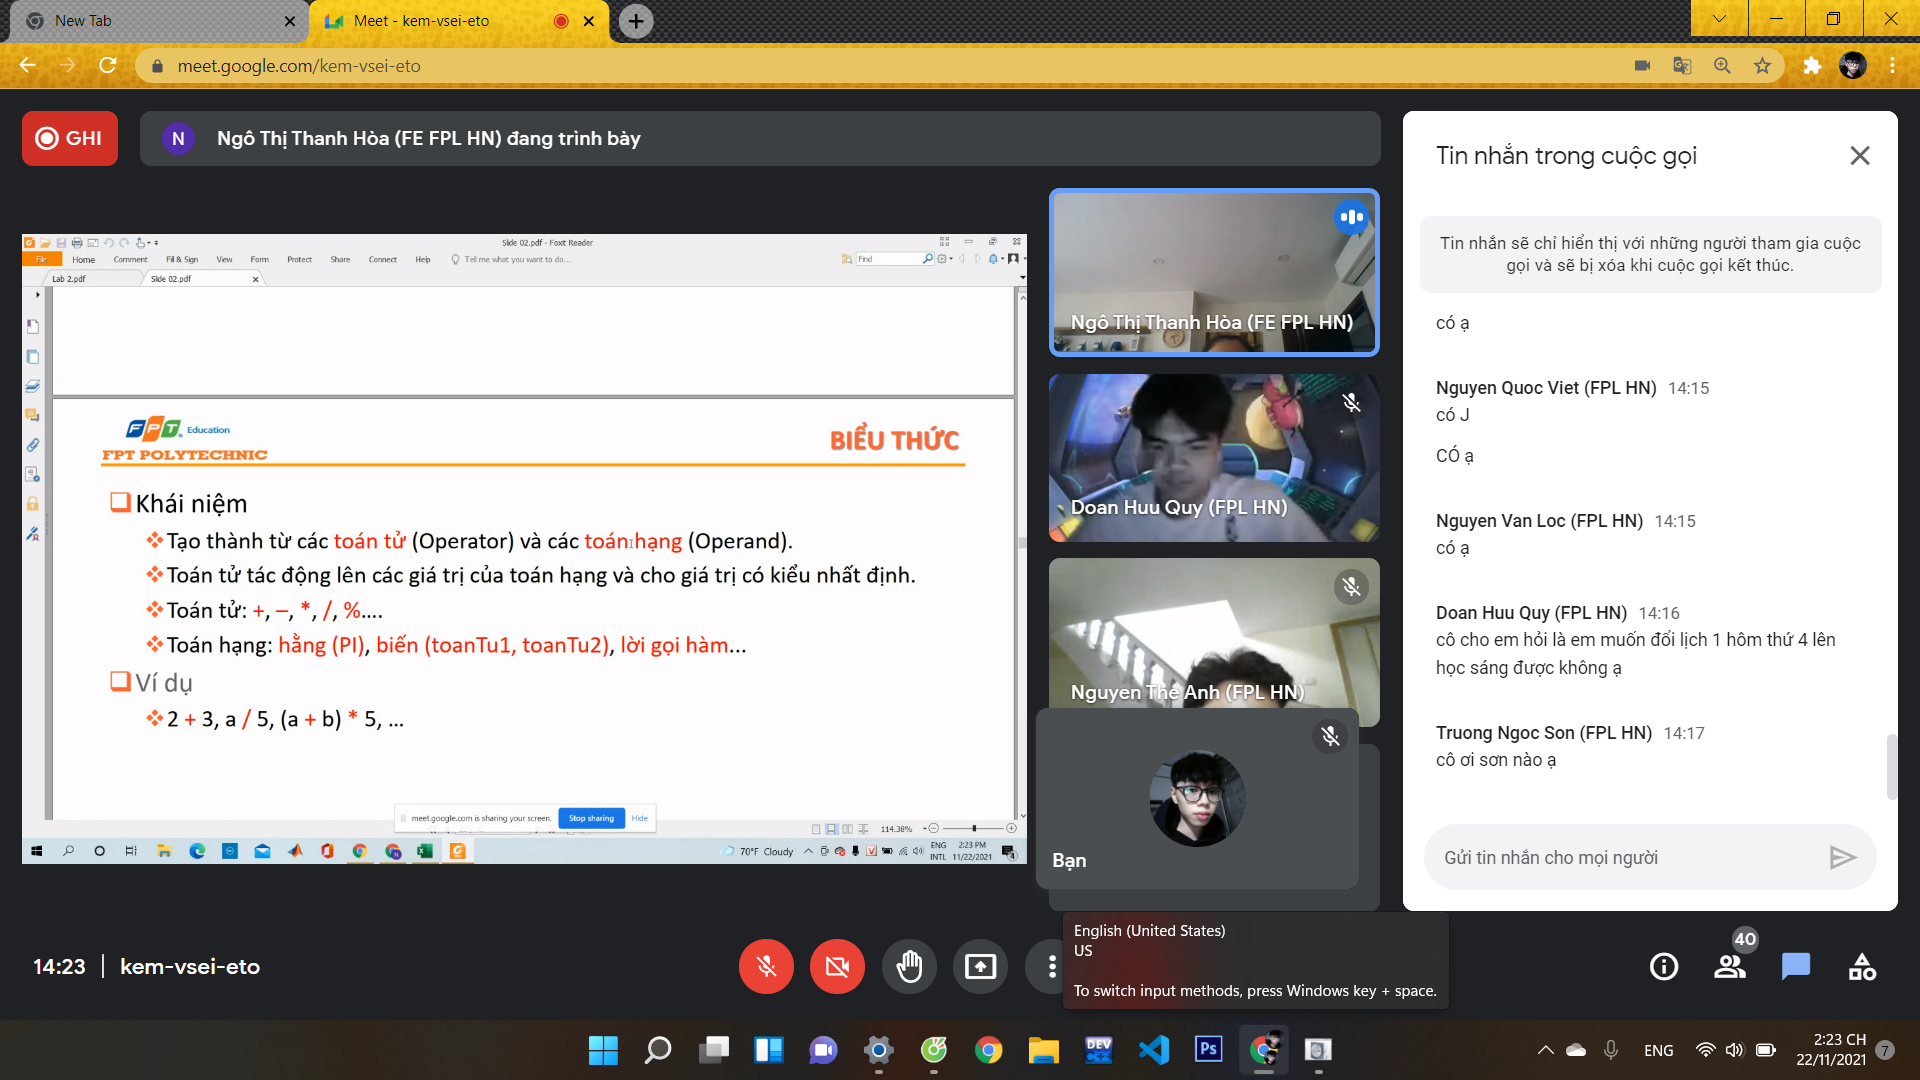 New Tab
Meet - kem-vsei-eto
meet.google.com/kem-vsei-eto
GHI
N
Ngô Thị Thanh Hòa (FE FPL HN) đang trình bày
Slide 02.pdf - Foxit Reader
File Home Comment Fill & Sign View Form Protect Share Connect Help Tell me what you want to do... Find
Lab 2.pdf
Slide 02.pdf
FPT Education
FPT POLYTECHNIC
BIỂU THỨC
Khái niệm
Tạo thành từ các toán tử (Operator) và các toán hạng (Operand).
Toán tử tác động lên các giá trị của toán hạng và cho giá trị có kiểu nhất định.
Toán tử: +, –, *, /, %....
Toán hạng: hằng (PI), biến (toanTu1, toanTu2), lời gọi hàm...
Ví dụ
2 + 3, a / 5, (a + b) * 5, ...
meet.google.com is sharing your screen.
Stop sharing
Hide
114.38%
70°F Cloudy
ENG
INTL
2:23 PM
11/22/2021
4
Ngô Thị Thanh Hòa (FE FPL HN)
Doan Huu Quy (FPL HN)
Nguyen The Anh (FPL HN)
Bạn
Tin nhắn trong cuộc gọi
Tin nhắn sẽ chỉ hiển thị với những người tham gia cuộc
gọi và sẽ bị xóa khi cuộc gọi kết thúc.
có ạ
Nguyen Quoc Viet (FPL HN) 14:15
có J
CÓ ạ
Nguyen Van Loc (FPL HN) 14:15
có ạ
Doan Huu Quy (FPL HN) 14:16
cô cho em hỏi là em muốn đổi lịch 1 hôm thứ 4 lên
học sáng được không ạ
Truong Ngoc Son (FPL HN) 14:17
cô ơi sơn nào ạ
Gửi tin nhắn cho mọi người
14:23 | kem-vsei-eto
English (United States)
US
To switch input methods, press Windows key + space.
40
DEV
Ps
ENG
2:23 CH
22/11/2021
7